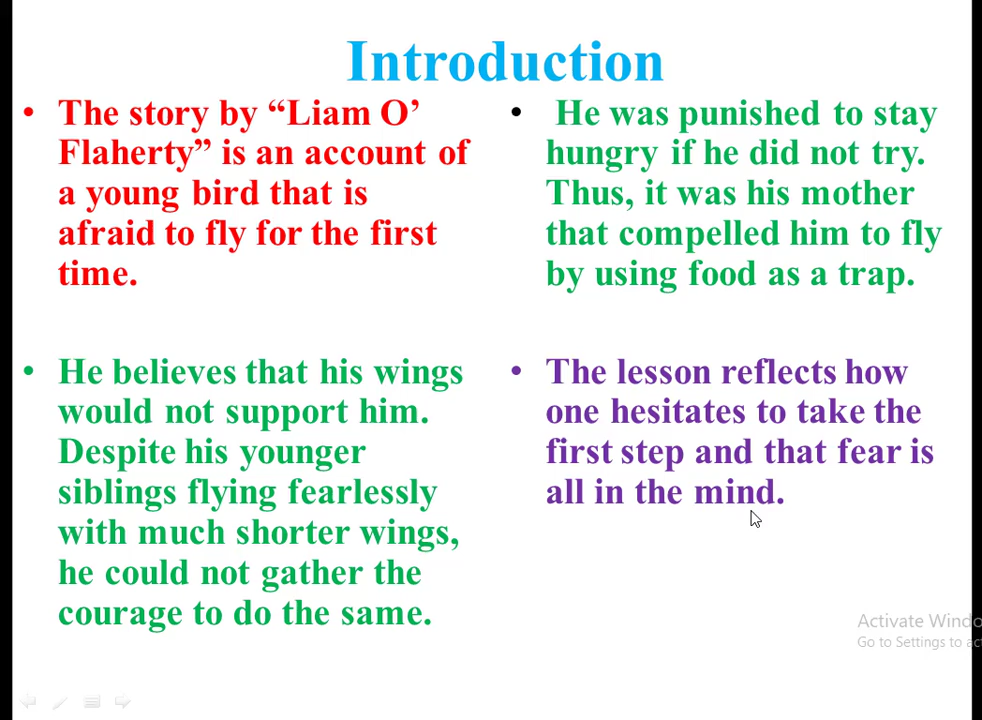 Introduction
• The story by “Liam O’
Flaherty” is an account of
a young bird that is
afraid to fly for the first
time.
• He believes that his wings
would not support him.
Despite his younger
siblings flying fearlessly
with much shorter wings,
he could not gather the
courage to do the same.
• He was punished to stay
hungry if he did not try.
Thus, it was his mother
that compelled him to fly
by using food as a trap.
• The lesson reflects how
one hesitates to take the
first step and that fear is
all in the mind.
Activate Windo
Go to Settings to ac